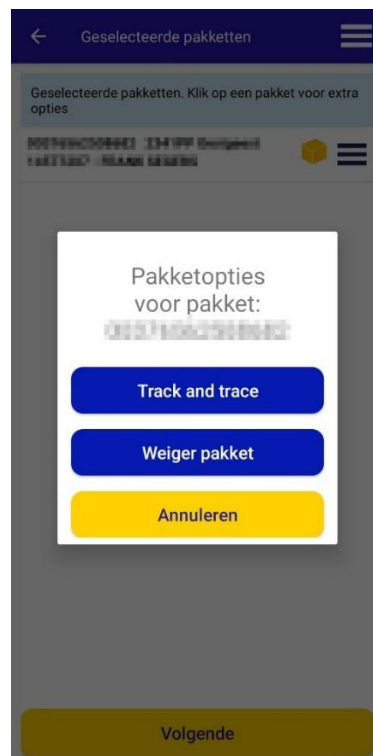 Geselecteerde pakketten
Geselecteerde pakketten. Klik op een pakket voor extra
opties
Pakketopties
voor pakket:
Track and trace
Weiger pakket
Annuleren
Volgende